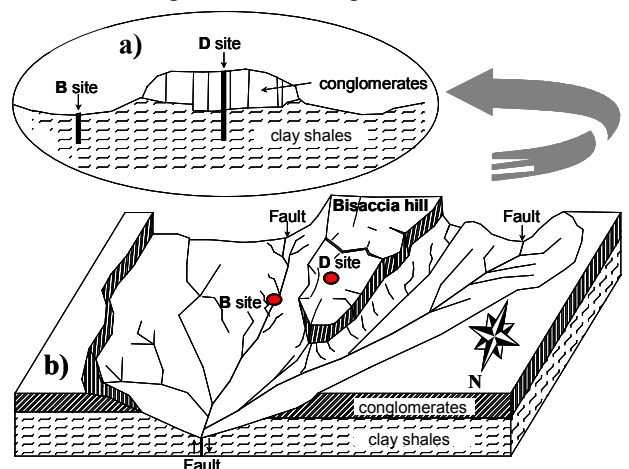 a)
D site
B site
conglomerates
clay shales
Bisaccia hill
Fault
Fault
D site
B site
b)
N
conglomerates
clay shales
Fault